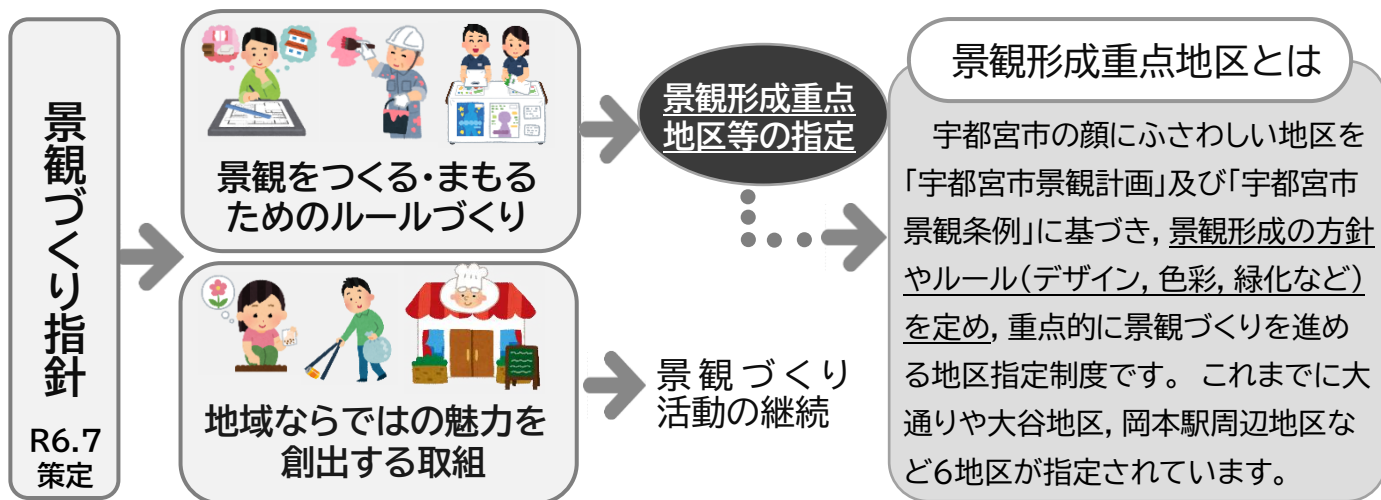 景観づくり指針
R6.7
策定
景観をつくる・まもる
ためのルールづくり
地域ならではの魅力を
創出する取組
景観形成重点
地区等の指定
景観づくり
活動の継続
景観形成重点地区とは
宇都宮市の顔にふさわしい地区を
「宇都宮市景観計画」及び「宇都宮市
景観条例」に基づき, 景観形成の方針
やルール(デザイン, 色彩, 緑化など)
を定め, 重点的に景観づくりを進め
る地区指定制度です。 これまでに大
通りや大谷地区, 岡本駅周辺地区な
ど6地区が指定されています。